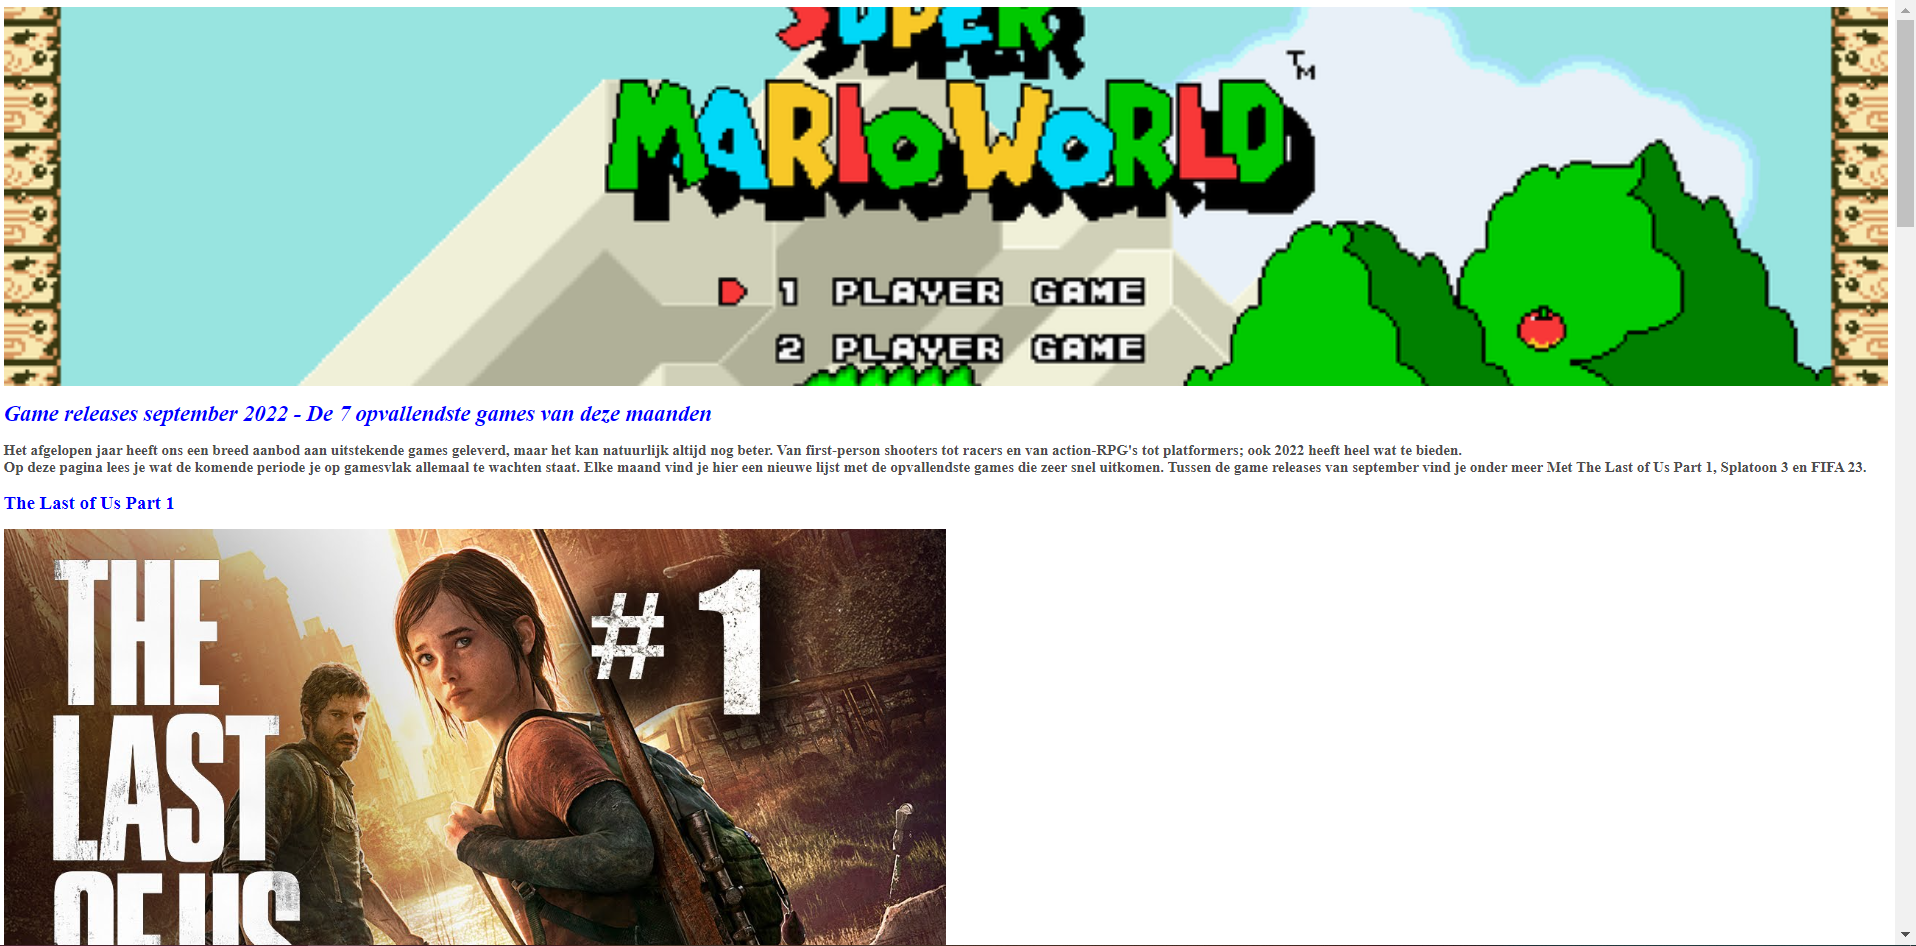 SUPER
TM
MARIO WORLD
1 PLAYER GAME
2 PLAYER GAME
Game releases september 2022 - De 7 opvallendste games van deze maanden
Het afgelopen jaar heeft ons een breed aanbod aan uitstekende games geleverd, maar het kan natuurlijk altijd nog beter. Van first-person shooters tot racers en van action-RPG's tot platformers; ook 2022 heeft heel wat te bieden.
Op deze pagina lees je wat de komende periode je op gamesvlak allemaal te wachten staat. Elke maand vind je hier een nieuwe lijst met de opvallendste games die zeer snel uitkomen. Tussen de game releases van september vind je onder meer Met The Last of Us Part 1, Splatoon 3 en FIFA 23.
The Last of Us Part 1
THE
LAST
OF US
#1